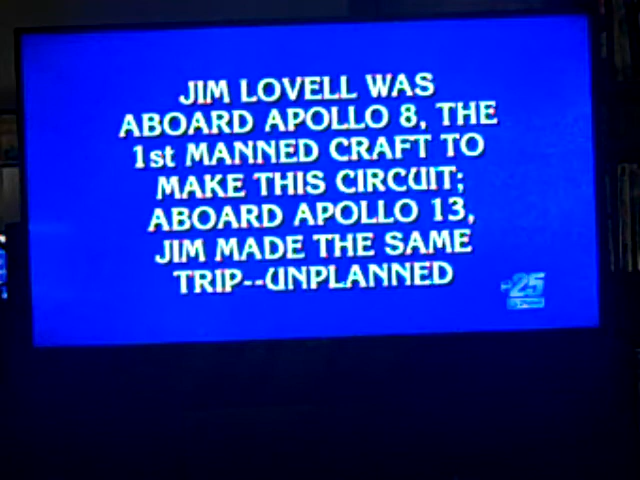 JIM LOVELL WAS
ABOARD APOLLO 8, THE
1st MANNED CRAFT TO
MAKE THIS CIRCUIT;
ABOARD APOLLO 13,
JIM MADE THE SAME
TRIP--UNPLANNED
25